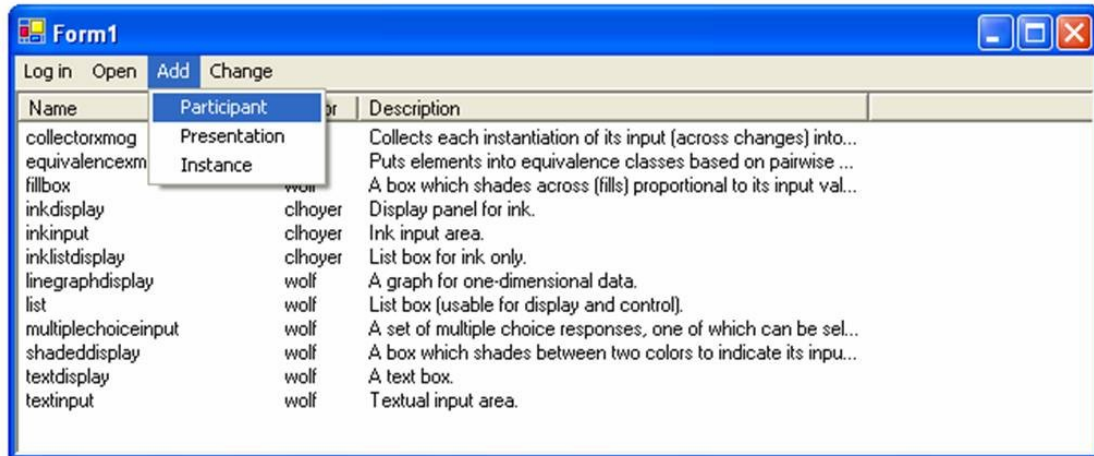 Form1
Log in Open Add Change
Name Description
Participant
Presentation
Instance
collectorxmog Collects each instantiation of its input (across changes) into...
Puts elements into equivalence classes based on pairwise ...
fillbox wolf A box which shades across (fills) proportional to its input val...
inkdisplay clhoyer Display panel for ink.
inkinput clhoyer Ink input area.
inklistdisplay clhoyer List box for ink only.
linegraphdisplay wolf A graph for one-dimensional data.
list wolf List box (usable for display and control).
multiplechoiceinput wolf A set of multiple choice responses, one of which can be sel...
shadeddisplay wolf A box which shades between two colors to indicate its inpu...
textdisplay wolf A text box.
textinput wolf Textual input area.